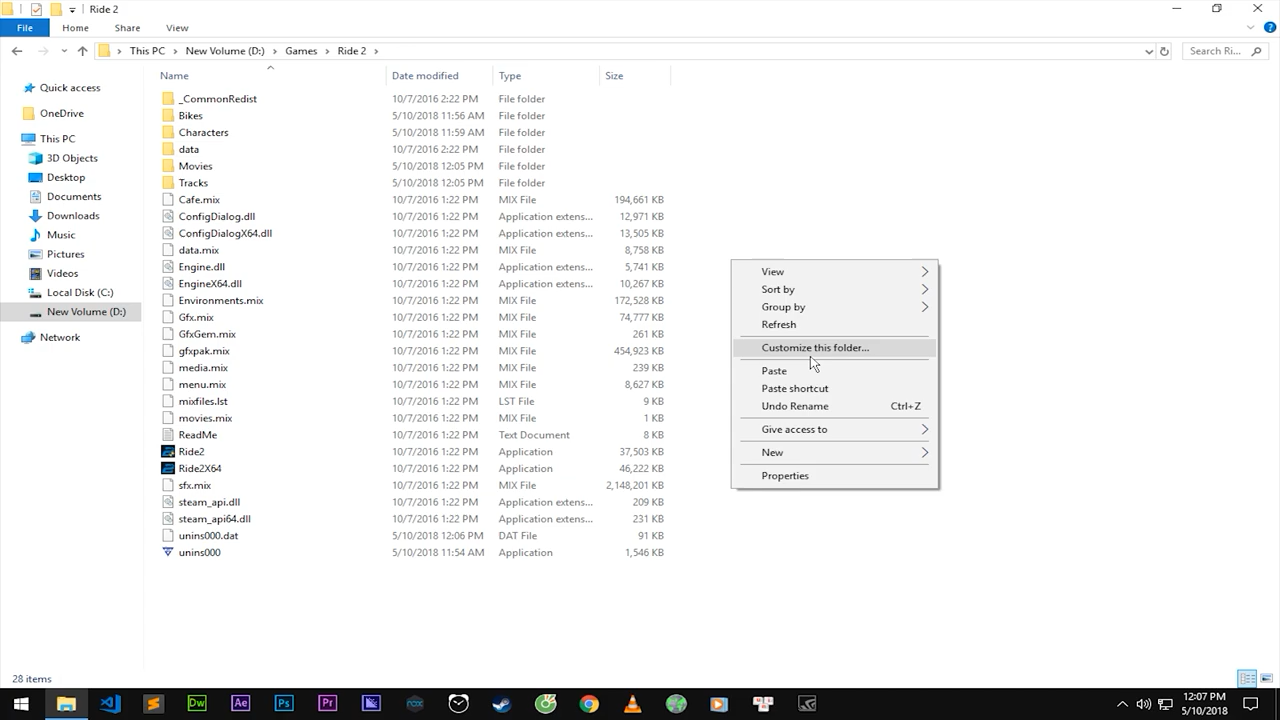 Ride 2
File Home Share View
This PC New Volume (D:) Games Ride 2 Search Ri...
Name Date modified Type Size
Quick access
OneDrive
This PC
3D Objects
Desktop
Documents
Downloads
Music
Pictures
Videos
Local Disk (C:)
New Volume (D:)
Network
_CommonRedist 10/7/2016 2:22 PM File folder
Bikes 5/10/2018 11:56 AM File folder
Characters 5/10/2018 11:59 AM File folder
data 10/7/2016 2:22 PM File folder
Movies 5/10/2018 12:05 PM File folder
Tracks 5/10/2018 12:05 PM File folder
Cafe.mix 10/7/2016 1:22 PM MIX File 194,661 KB
ConfigDialog.dll 10/7/2016 1:22 PM Application extens... 12,971 KB
ConfigDialogX64.dll 10/7/2016 1:22 PM Application extens... 13,505 KB
data.mix 10/7/2016 1:22 PM MIX File 8,758 KB
Engine.dll 10/7/2016 1:22 PM Application extens... 5,741 KB
EngineX64.dll 10/7/2016 1:22 PM Application extens... 10,267 KB
Environments.mix 10/7/2016 1:22 PM MIX File 172,528 KB
Gfx.mix 10/7/2016 1:22 PM MIX File 74,777 KB
GfxGem.mix 10/7/2016 1:22 PM MIX File 261 KB
gfxpak.mix 10/7/2016 1:22 PM MIX File 454,923 KB
media.mix 10/7/2016 1:22 PM MIX File 239 KB
menu.mix 10/7/2016 1:22 PM MIX File 8,627 KB
mixfiles.lst 10/7/2016 1:22 PM LST File 9 KB
movies.mix 10/7/2016 1:22 PM MIX File 1 KB
ReadMe 10/7/2016 1:22 PM Text Document 8 KB
Ride2 10/7/2016 1:22 PM Application 37,503 KB
Ride2X64 10/7/2016 1:22 PM Application 46,222 KB
sfx.mix 10/7/2016 1:22 PM MIX File 2,148,201 KB
steam_api.dll 10/7/2016 1:22 PM Application extens... 209 KB
steam_api64.dll 10/7/2016 1:22 PM Application extens... 231 KB
unins000.dat 5/10/2018 12:06 PM DAT File 91 KB
unins000 5/10/2018 11:54 AM Application 1,546 KB
View
Sort by
Group by
Refresh
Customize this folder...
Paste
Paste shortcut
Undo Rename Ctrl+Z
Give access to
New
Properties
28 items
Dw Ae Ps Pr
12:07 PM
5/10/2018